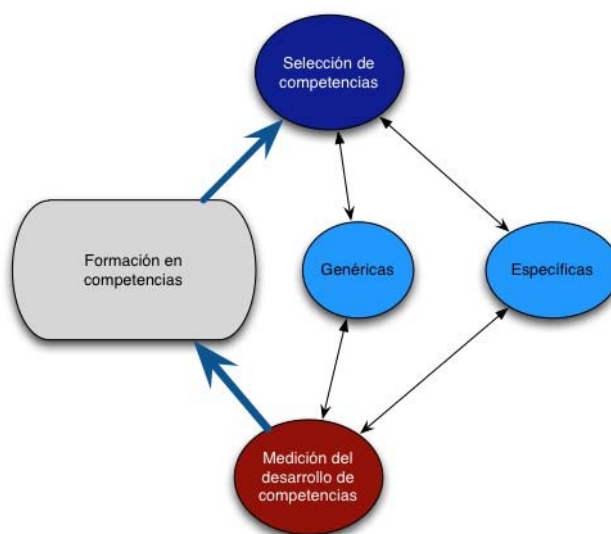 Selección de
competencias
Formación en
competencias
Genéricas
Específicas
Medición del
desarrollo de
competencias